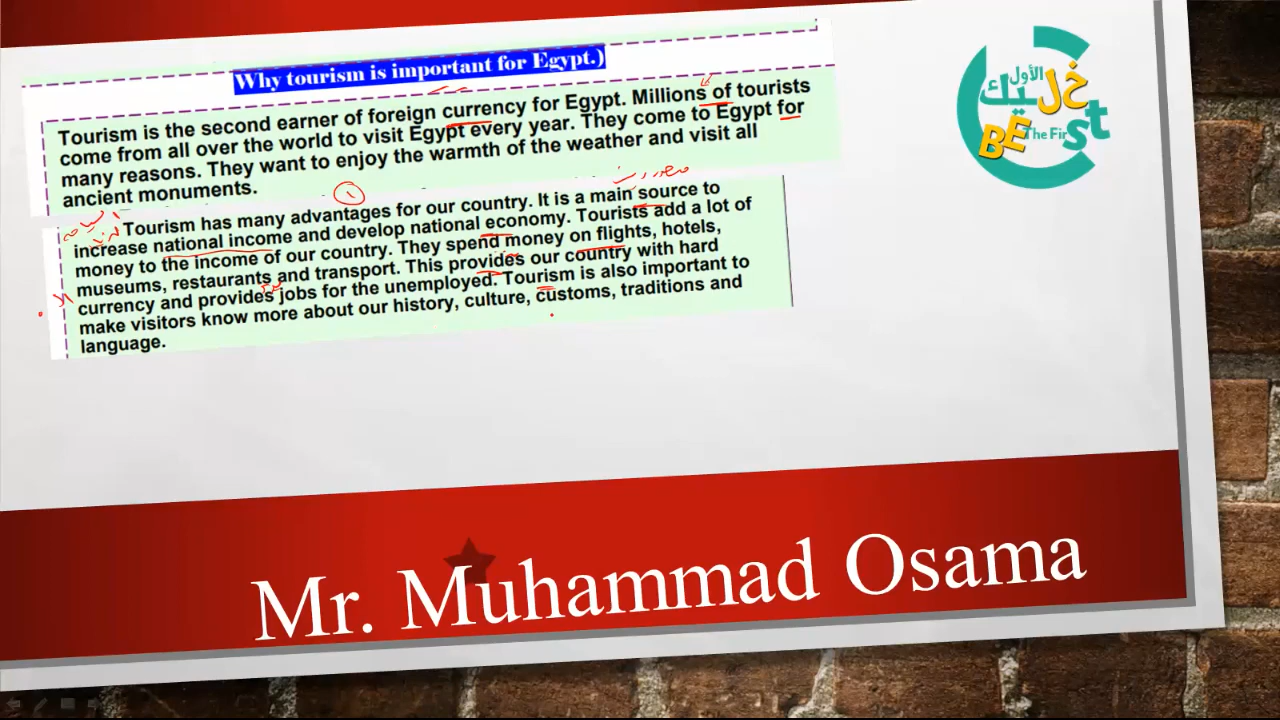 Why tourism is important for Egypt.)
Tourism is the second earner of foreign currency for Egypt. Millions of tourists
come from all over the world to visit Egypt every year. They come to Egypt for
many reasons. They want to enjoy the warmth of the weather and visit all
ancient monuments.
Tourism has many advantages for our country. It is a main source to
increase national income and develop national economy. Tourists add a lot of
money to the income of our country. They spend money on flights, hotels,
museums, restaurants and transport. This provides our country with hard
currency and provides jobs for the unemployed. Tourism is also important to
make visitors know more about our history, culture, customs, traditions and
language.
خليك الأول
BE The First
Mr. Muhammad Osama